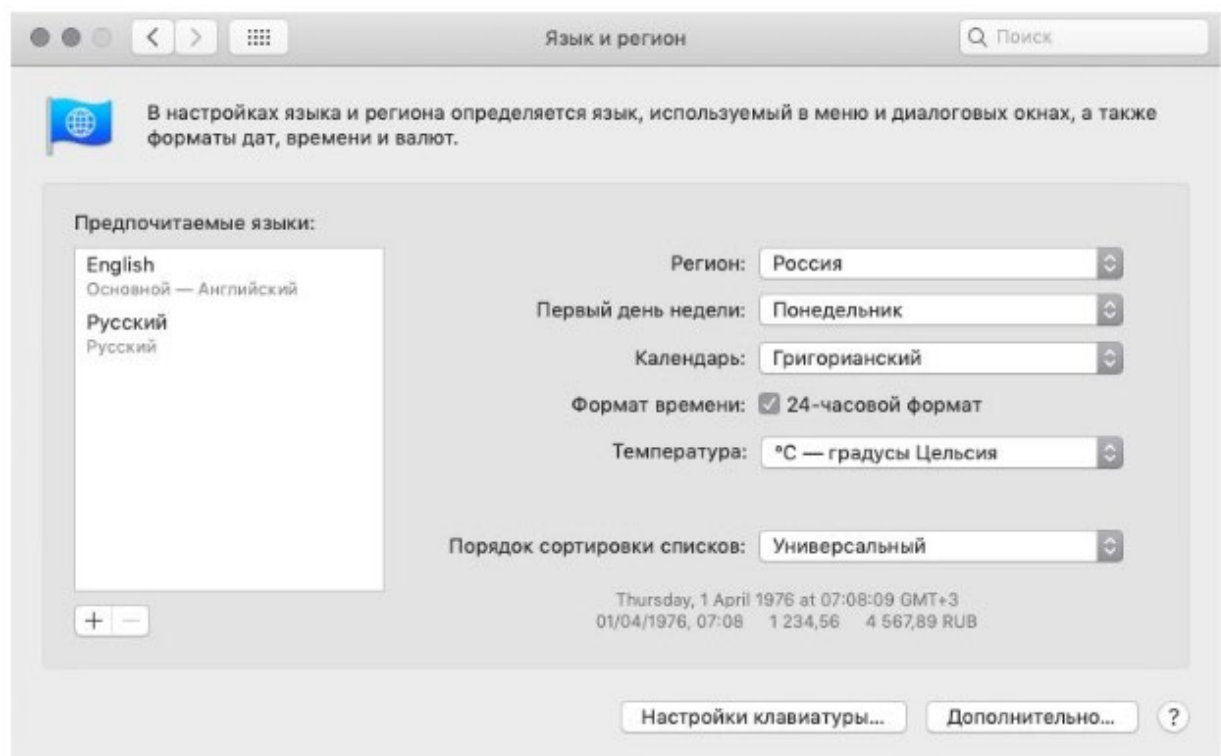 Язык и регион
Поиск
В настройках языка и региона определяется язык, используемый в меню и диалоговых окнах, а также
форматы дат, времени и валют.
Предпочитаемые языки:
English
Основной — Английский
Русский
Русский
Регион: Россия
Первый день недели: Понедельник
Календарь: Григорианский
Формат времени: 24-часовой формат
Температура: °C — градусы Цельсия
Порядок сортировки списков: Универсальный
Thursday, 1 April 1976 at 07:08:09 GMT+3
01/04/1976, 07:08 1 234,56 4 567,89 RUB
+ −
Настройки клавиатуры... Дополнительно... ?